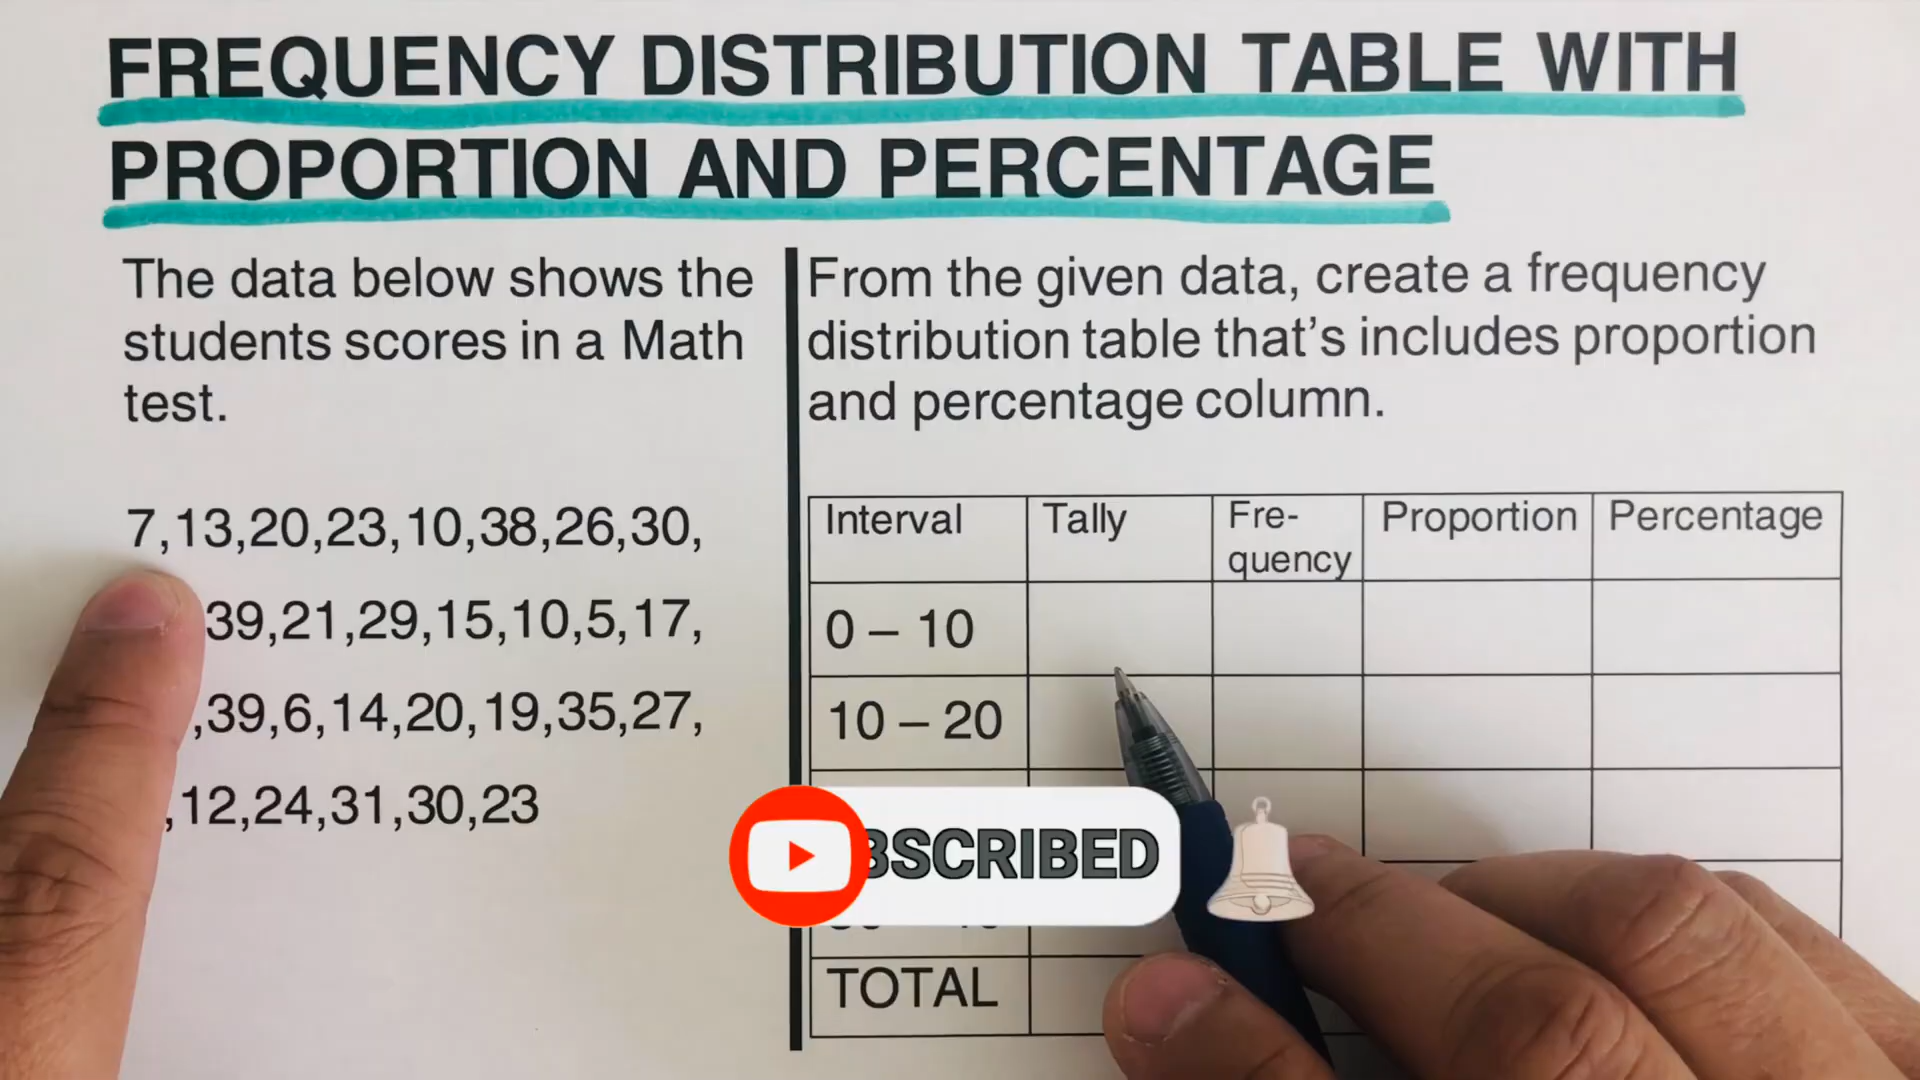 FREQUENCY DISTRIBUTION TABLE WITH
PROPORTION AND PERCENTAGE
The data below shows the
students scores in a Math
test.
7,13,20,23,10,38,26,30,
39,21,29,15,10,5,17,
,39,6,14,20,19,35,27,
,12,24,31,30,23
From the given data, create a frequency
distribution table that's includes proportion
and percentage column.
Interval Tally Fre-
quency Proportion Percentage
0 – 10
10 – 20
BSCRIBED
TOTAL